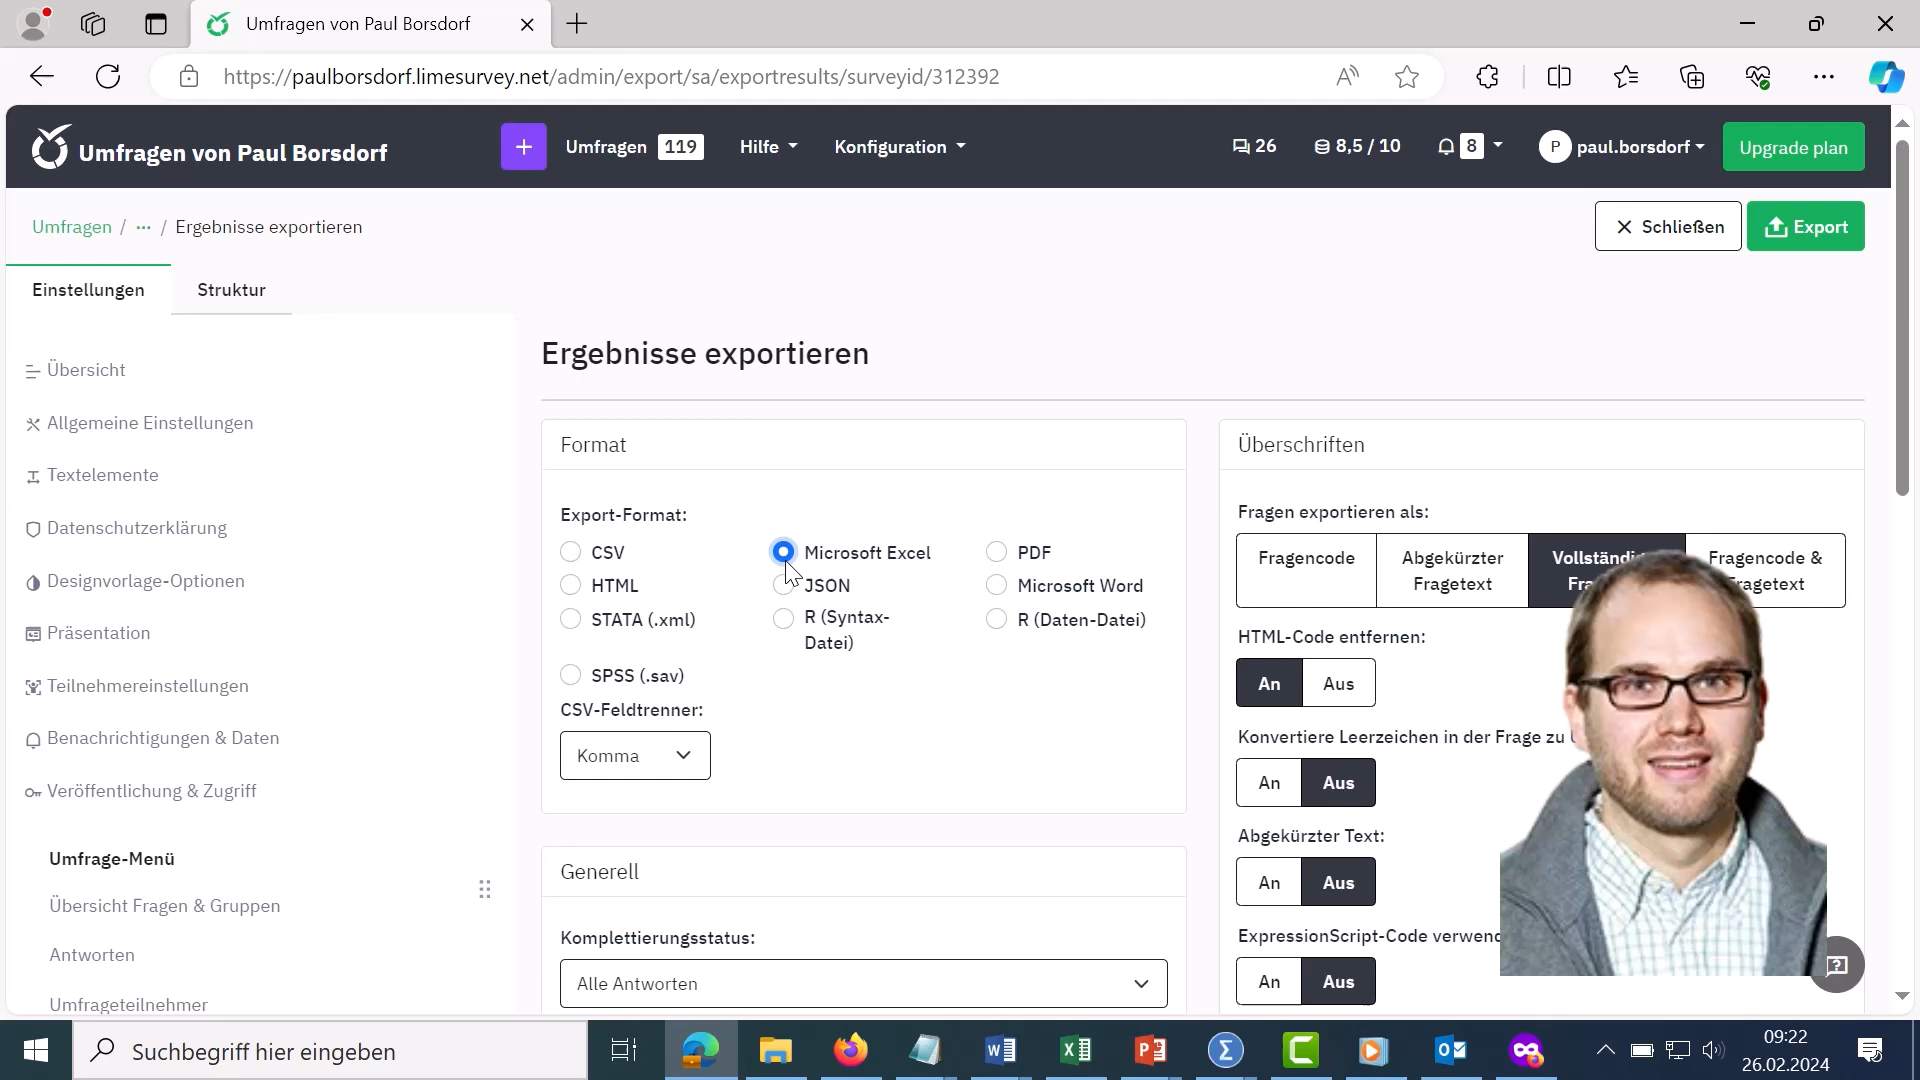 Umfragen von Paul Borsdorf
https://paulborsdorf.limesurvey.net/admin/export/sa/exportresults/surveyid/312392
Umfragen von Paul Borsdorf
+ Umfragen 119 Hilfe Konfiguration 26 8,5 / 10 8 P paul.borsdorf Upgrade plan
Umfragen / ... / Ergebnisse exportieren
Schließen Export
Einstellungen Struktur
Übersicht
Allgemeine Einstellungen
Textelemente
Datenschutzerklärung
Designvorlage-Optionen
Präsentation
Teilnehmereinstellungen
Benachrichtigungen & Daten
Veröffentlichung & Zugriff
Umfrage-Menü
Übersicht Fragen & Gruppen
Antworten
Umfrageteilnehmer
Ergebnisse exportieren
Format
Export-Format:
CSV Microsoft Excel PDF
HTML JSON Microsoft Word
STATA (.xml) R (Syntax-Datei) R (Daten-Datei)
SPSS (.sav)
CSV-Feldtrenner:
Komma
Generell
Komplettierungsstatus:
Alle Antworten
Überschriften
Fragen exportieren als:
Fragencode
Abgekürzter
Fragetext
Fragencode &
HTML-Code entfernen:
An Aus
Konvertiere Leerzeichen in der Frage zu
An Aus
Abgekürzter Text:
An Aus
ExpressionScript-Code
An Aus
Suchbegriff hier eingeben
09:22
26.02.2024